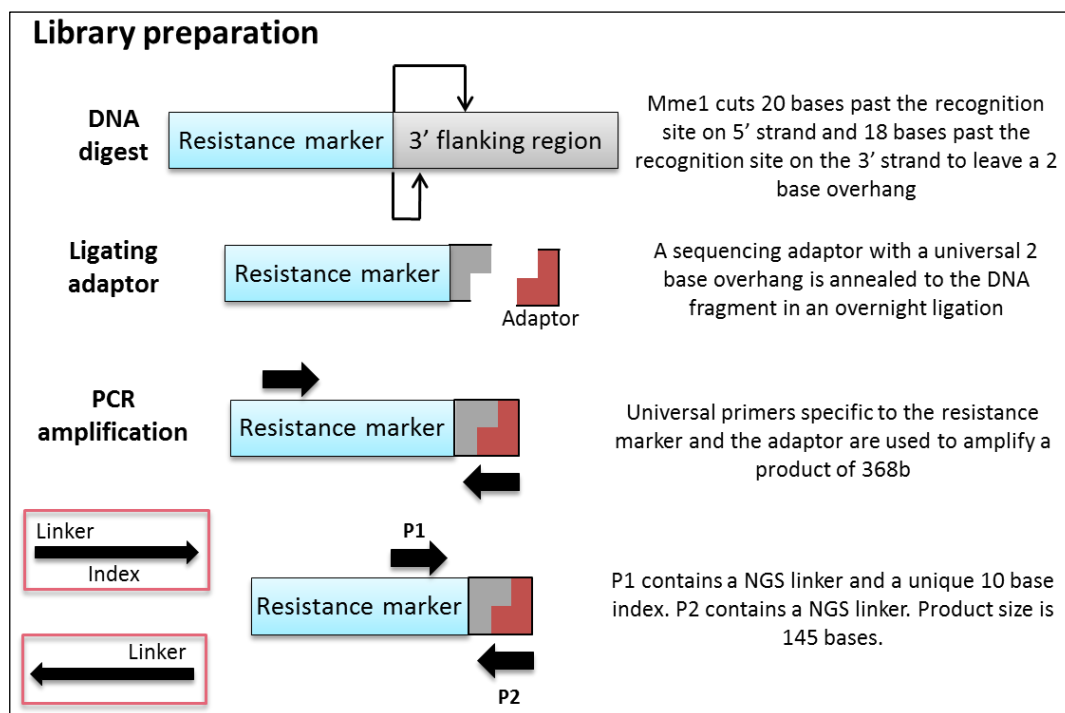 Library preparation
DNA
digest
Resistance marker
3’ flanking region
Mme1 cuts 20 bases past the recognition
site on 5’ strand and 18 bases past the
recognition site on the 3’ strand to leave a 2
base overhang
Ligating
adaptor
Resistance marker
Adaptor
A sequencing adaptor with a universal 2
base overhang is annealed to the DNA
fragment in an overnight ligation
PCR
amplification
Resistance marker
Universal primers specific to the resistance
marker and the adaptor are used to amplify a
product of 368b
Linker
Index
P1
Resistance marker
P1 contains a NGS linker and a unique 10 base
index. P2 contains a NGS linker. Product size is
145 bases.
Linker
P2